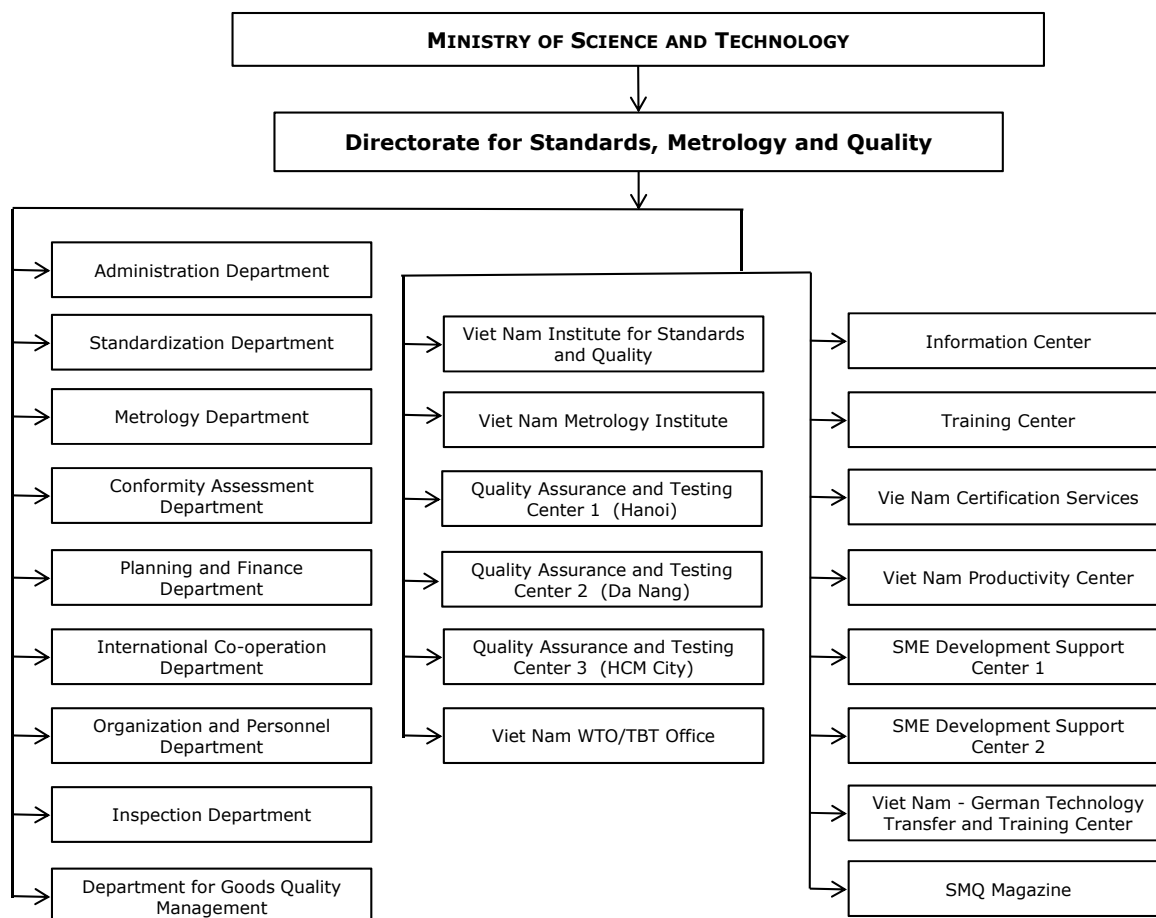 MINISTRY OF SCIENCE AND TECHNOLOGY
Directorate for Standards, Metrology and Quality
Administration Department
Standardization Department
Metrology Department
Conformity Assessment
Department
Planning and Finance
Department
International Co-operation
Department
Organization and Personnel
Department
Inspection Department
Department for Goods Quality
Management
Viet Nam Institute for Standards
and Quality
Viet Nam Metrology Institute
Quality Assurance and Testing
Center 1 (Hanoi)
Quality Assurance and Testing
Center 2 (Da Nang)
Quality Assurance and Testing
Center 3 (HCM City)
Viet Nam WTO/TBT Office
Information Center
Training Center
Vie Nam Certification Services
Viet Nam Productivity Center
SME Development Support
Center 1
SME Development Support
Center 2
Viet Nam - German Technology
Transfer and Training Center
SMQ Magazine